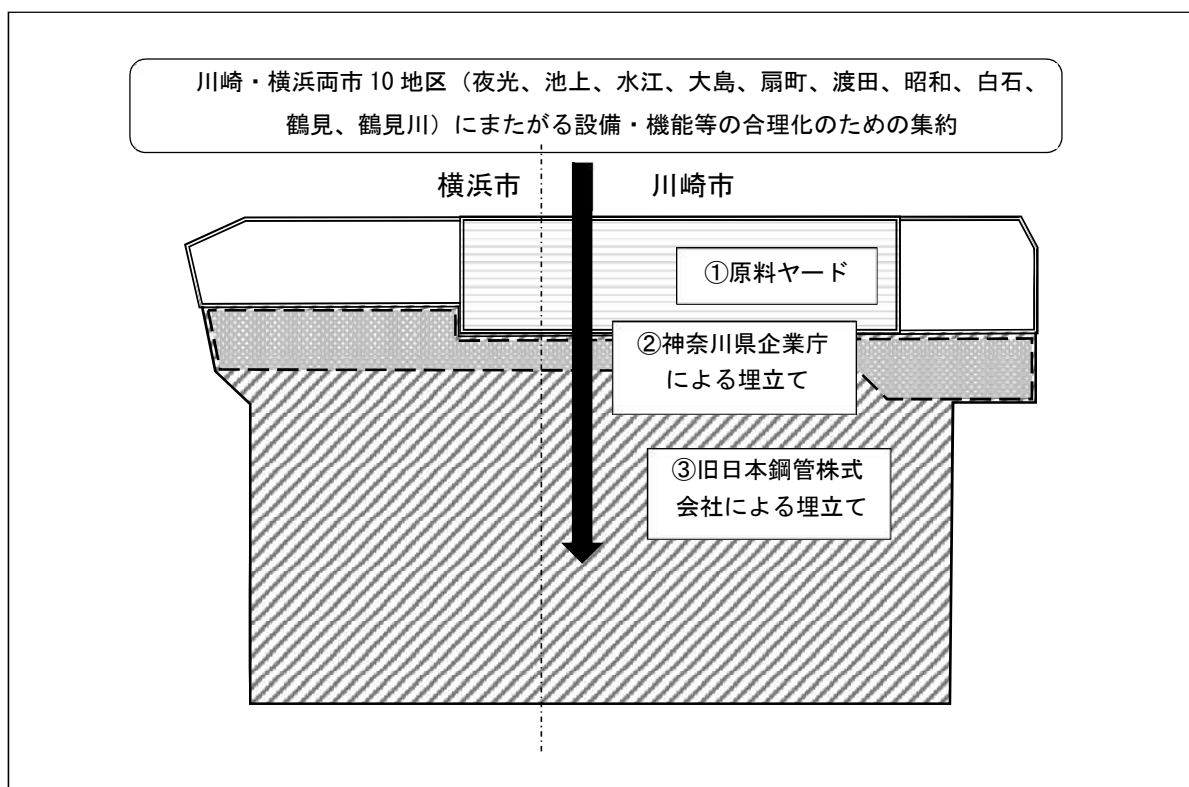 川崎・横浜両市 10 地区（夜光、池上、水江、大島、扇町、渡田、昭和、白石、
鶴見、鶴見川）にまたがる設備・機能等の合理化のための集約
横浜市
川崎市
①原料ヤード
②神奈川県企業庁
による埋立て
③旧日本鋼管株式
会社による埋立て